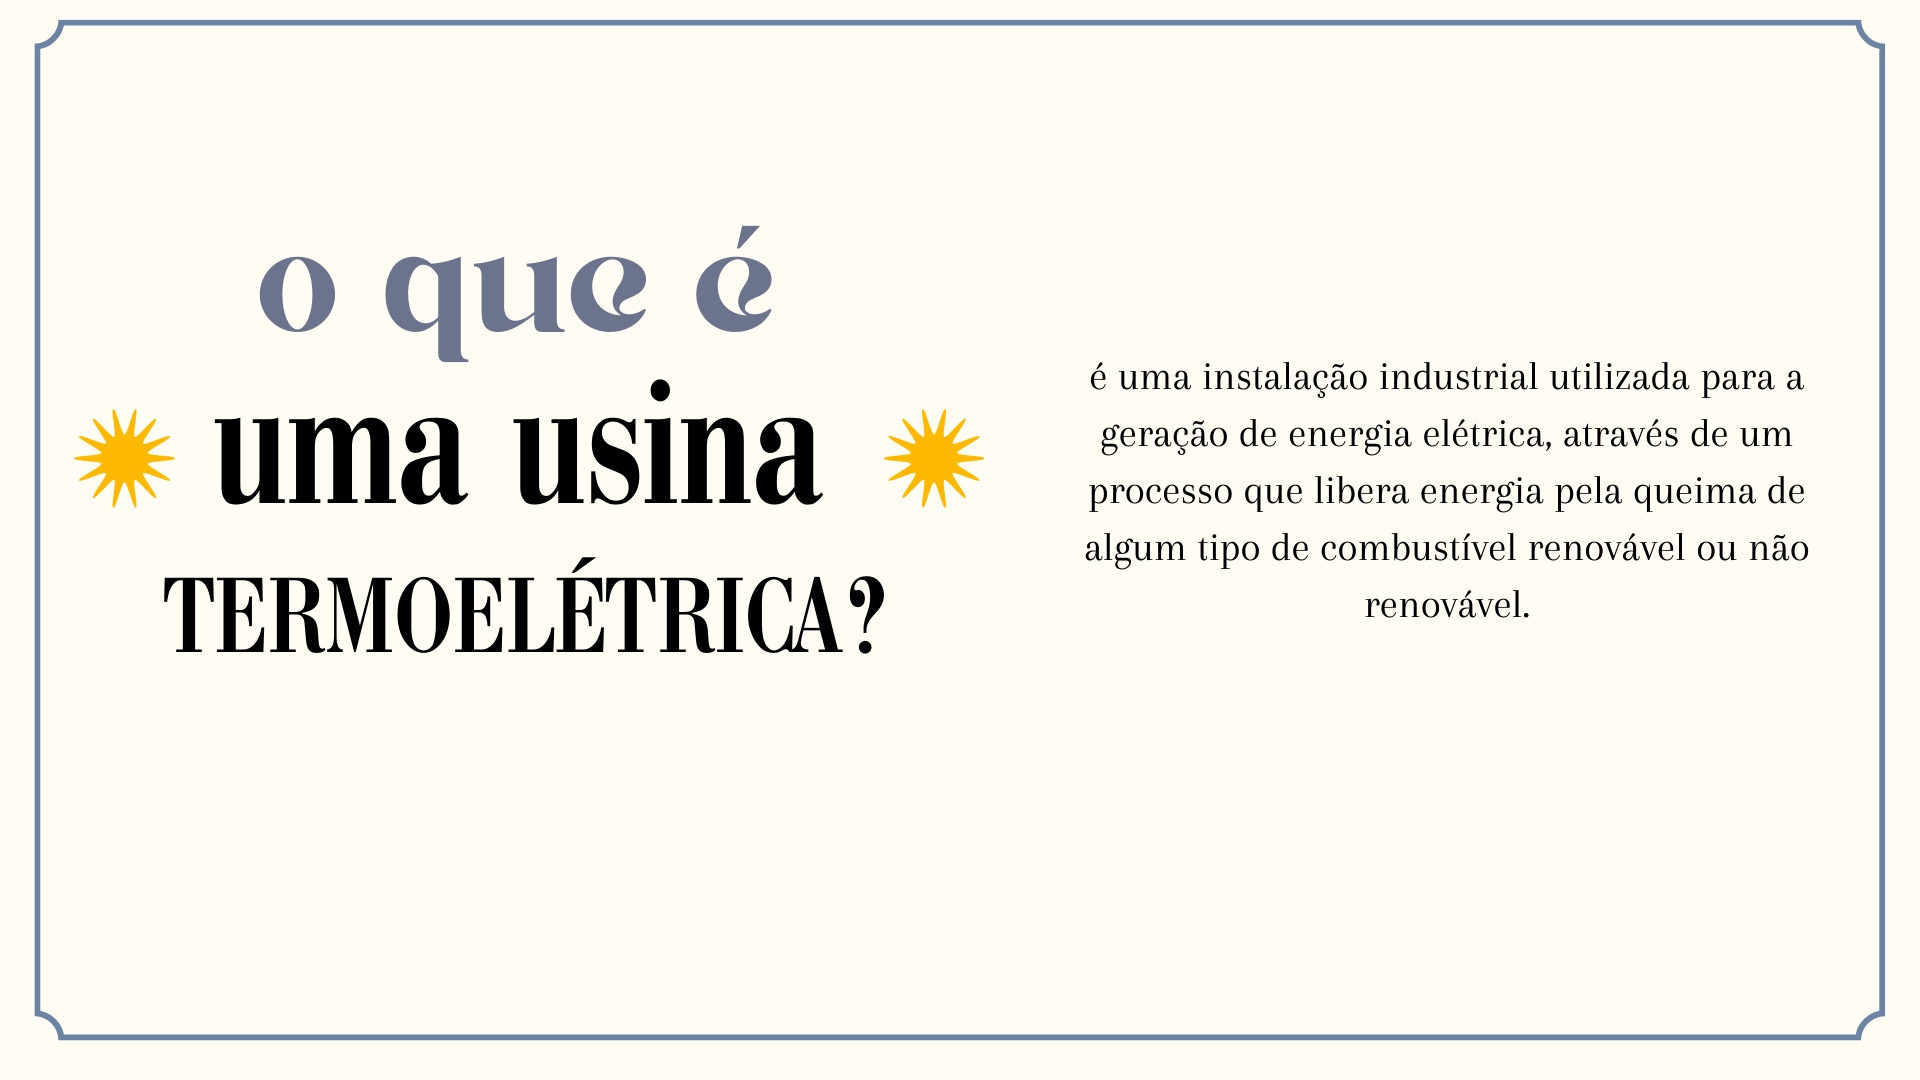 o que é
uma usina
TERMOELÉTRICA?
é uma instalação industrial utilizada para a
geração de energia elétrica, através de um
processo que libera energia pela queima de
algum tipo de combustível renovável ou não
renovável.